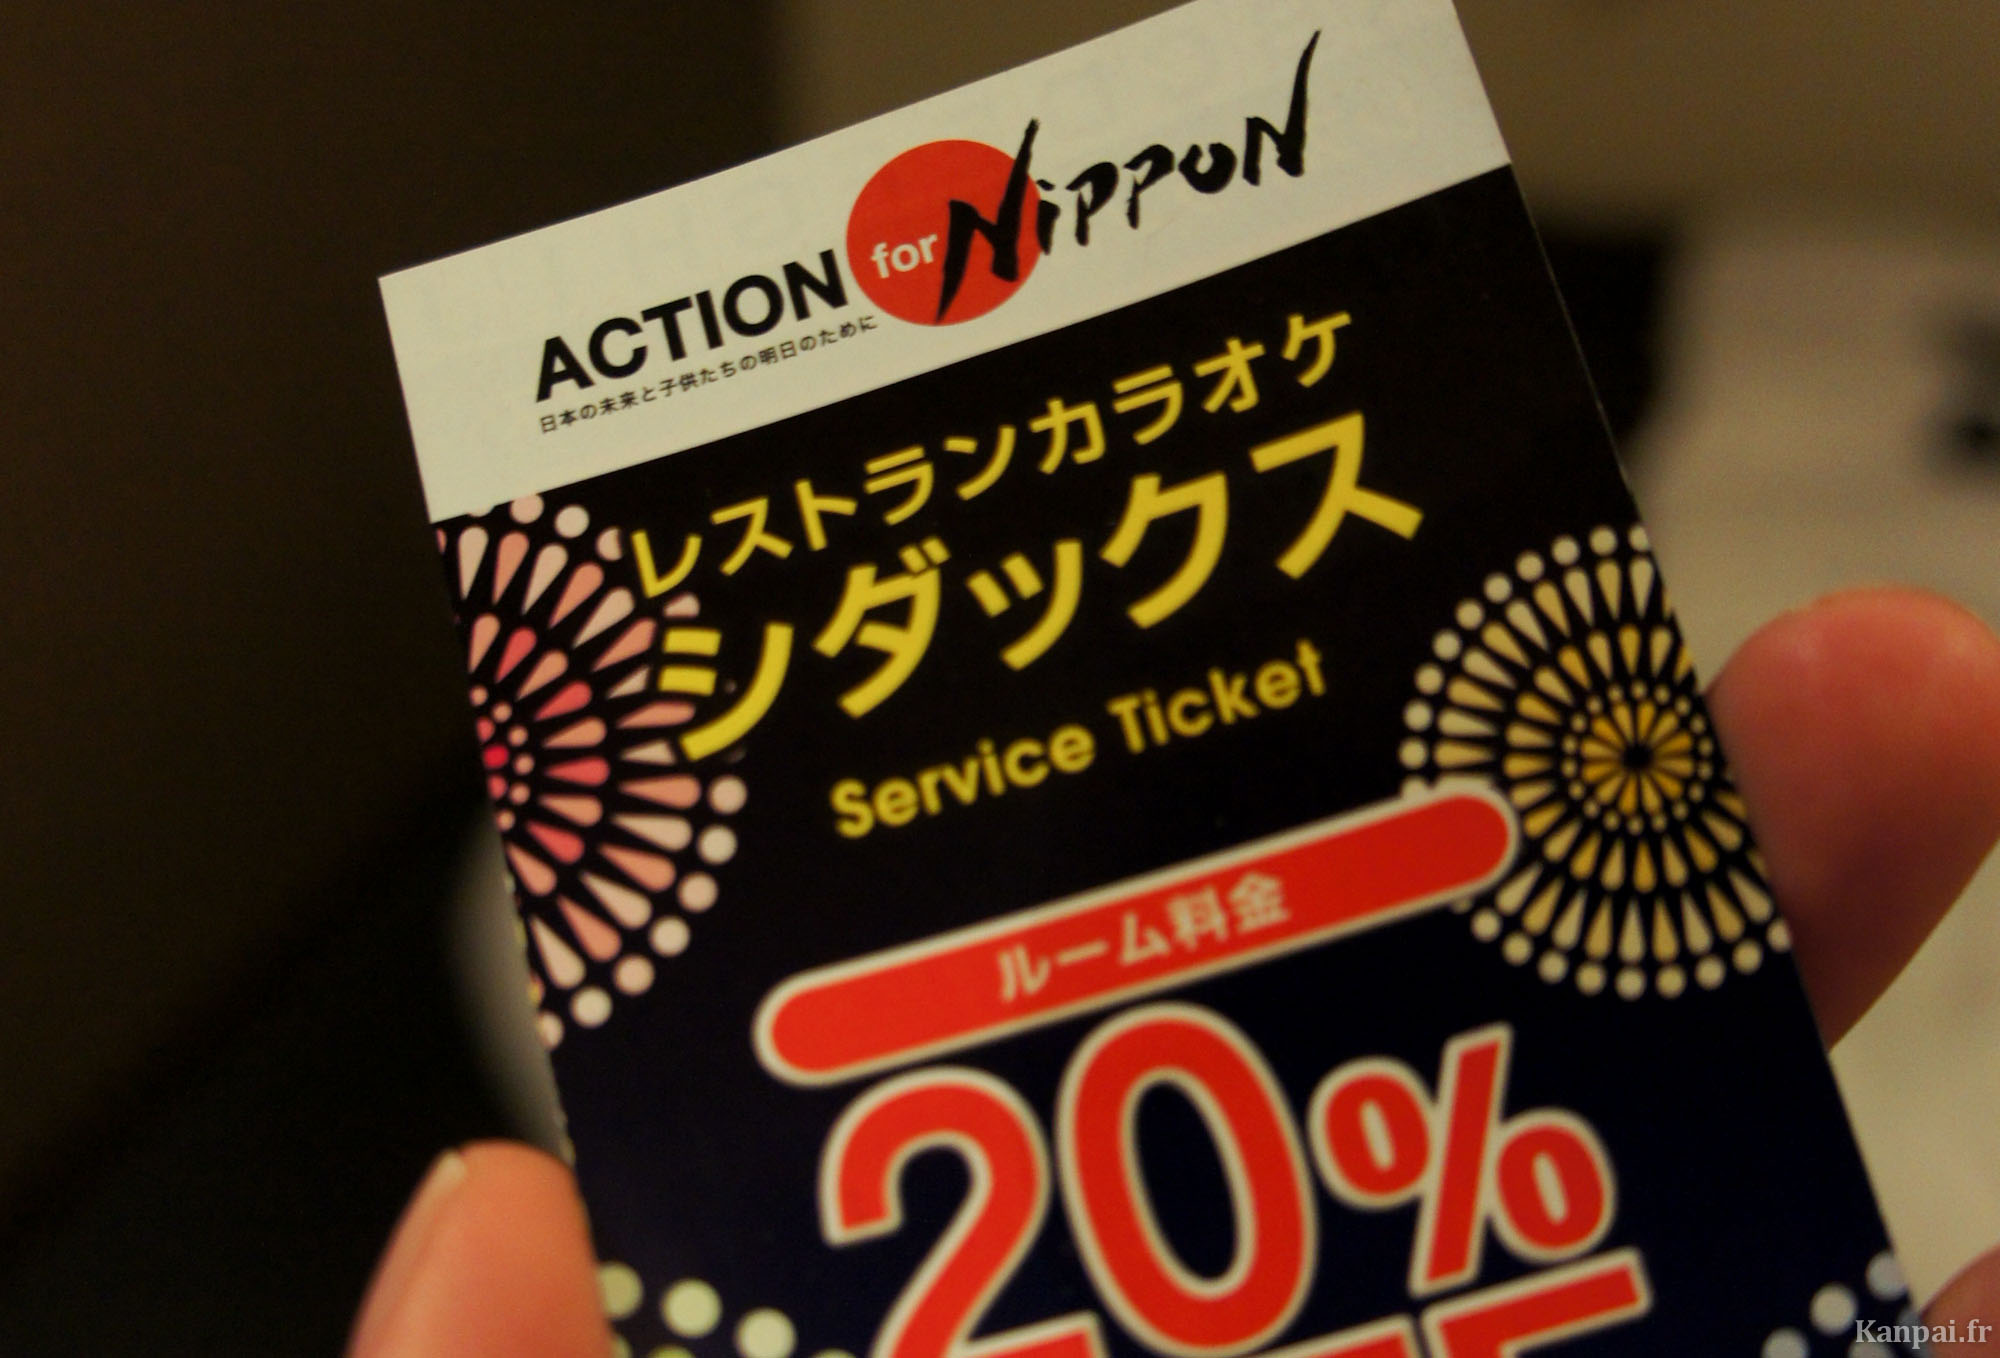 ACTION for NiPPON
日本の未来と子供たちの明日のために
レストランカラオケ
シダックス
Service Ticket
ルーム料金
20%
Kanpai.fr